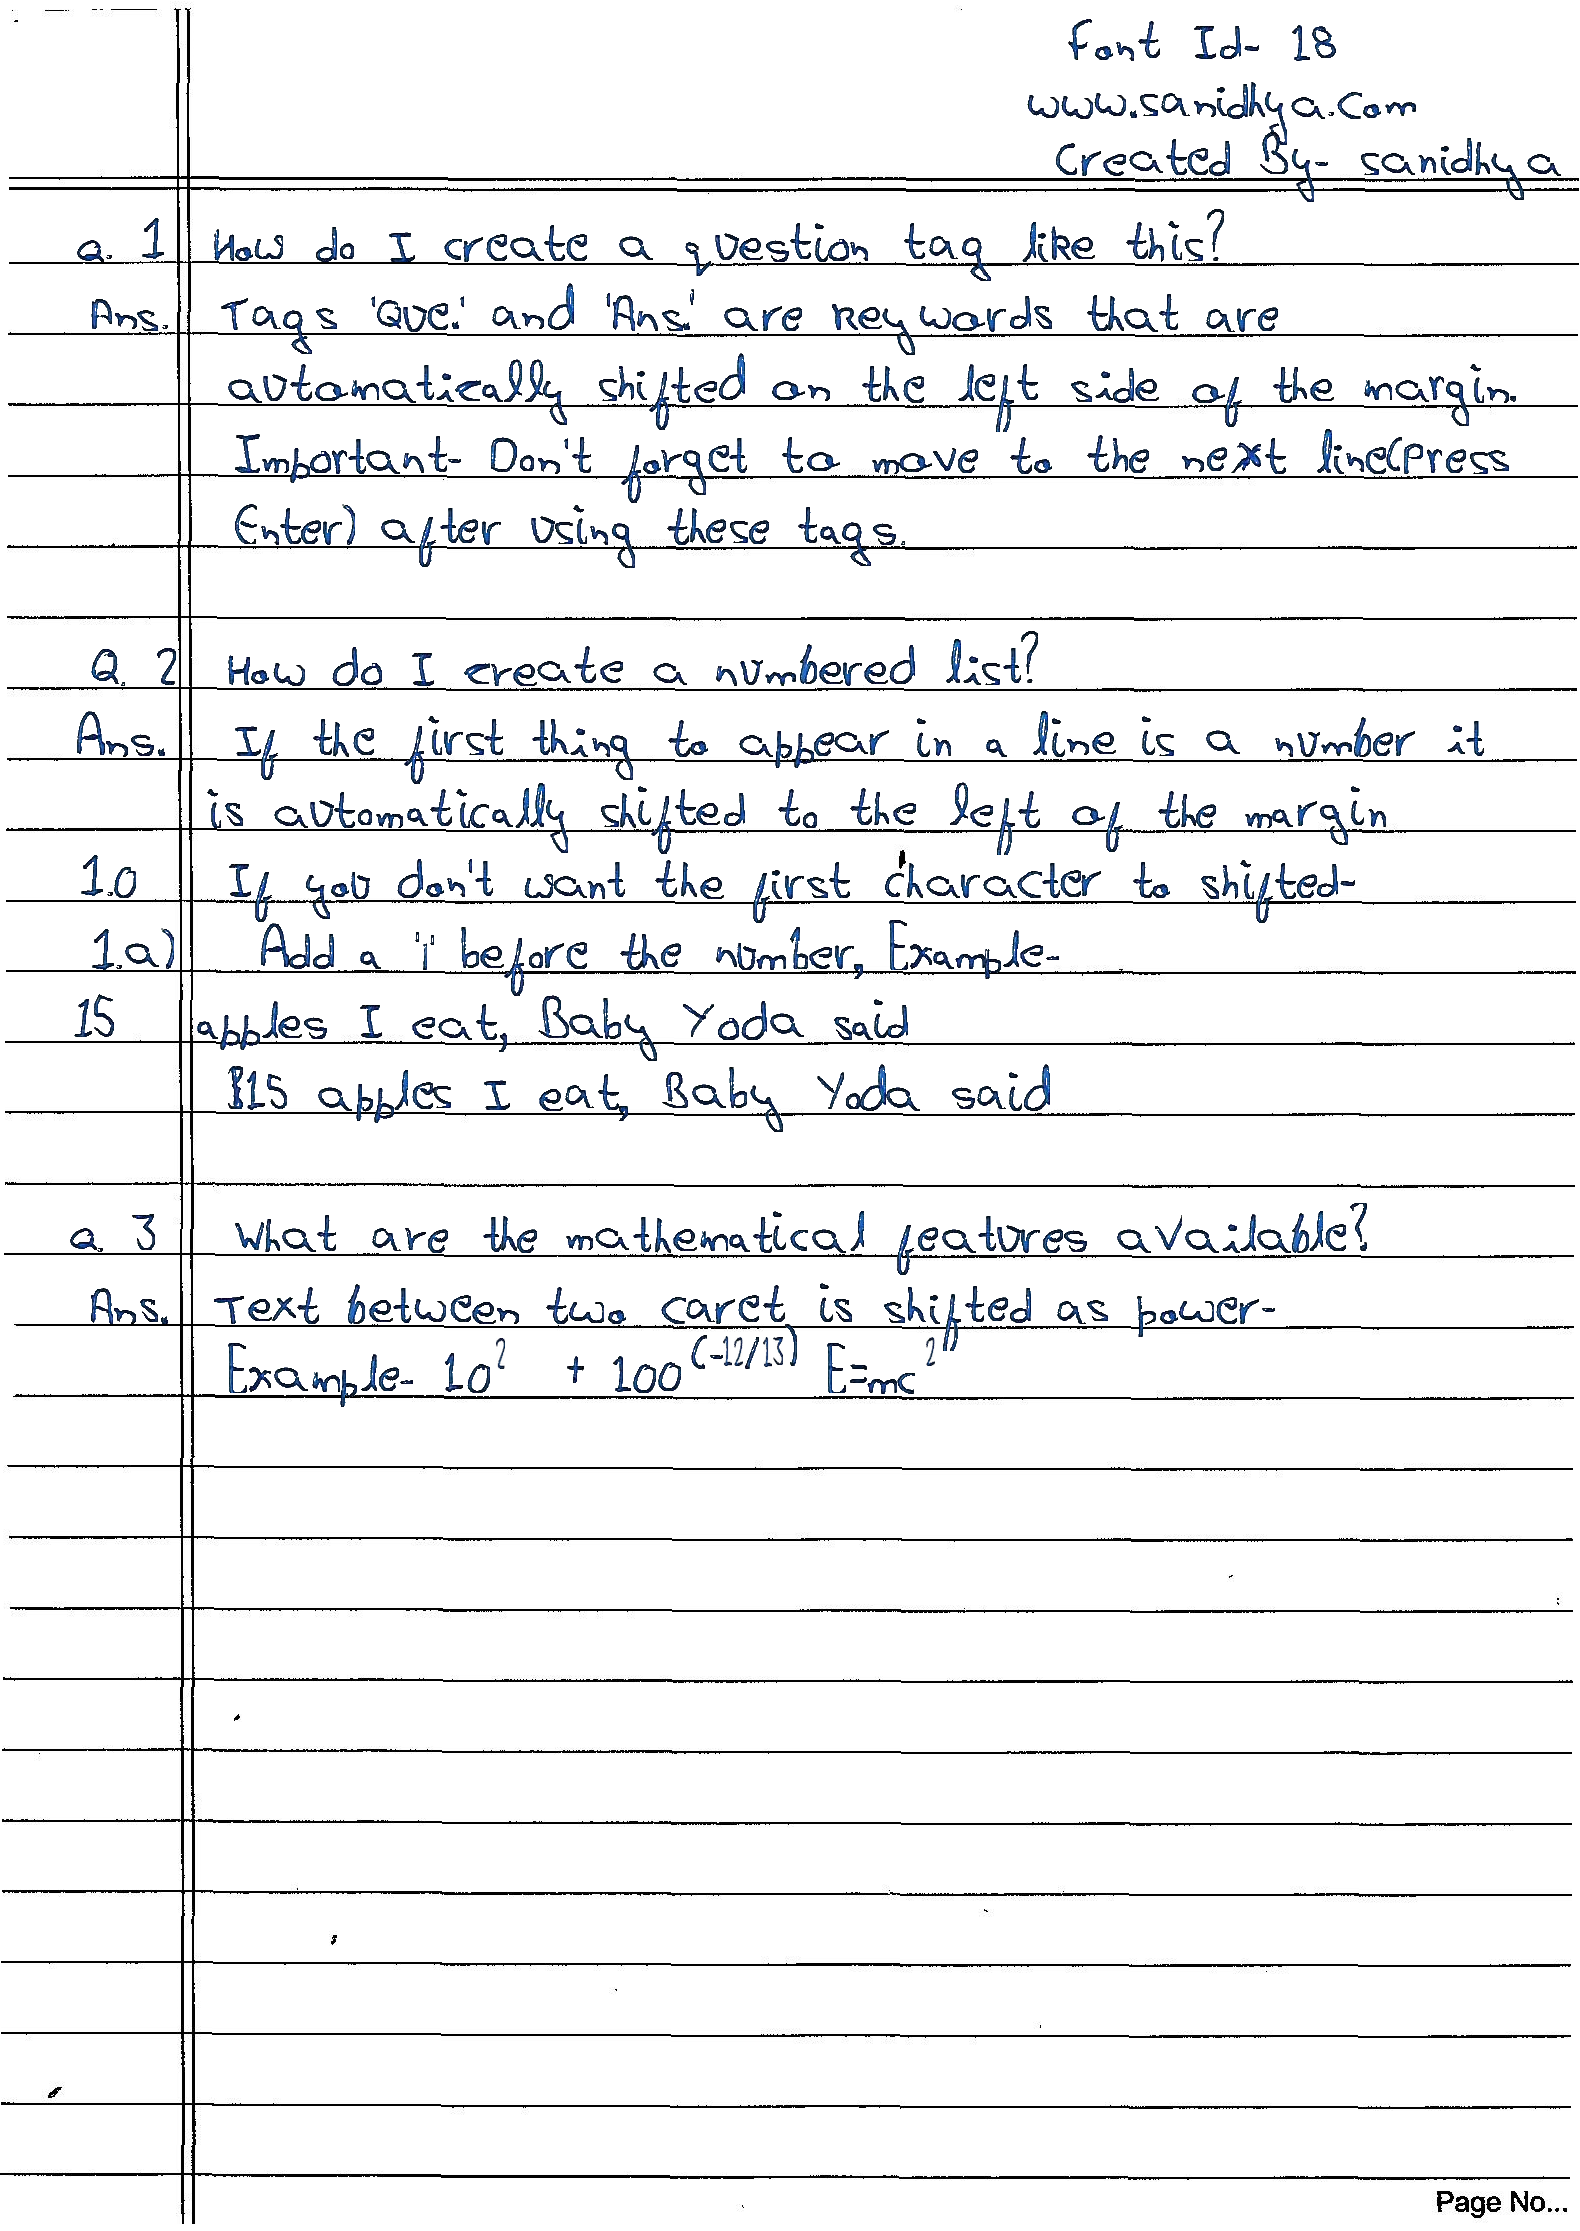 Font Id- 18
www.sanidhya.Com
Created By- sanidhya
Q. 1 How do I create a question tag like this?
Ans. Tags 'Que.' and 'Ans.' are keywords that are
automatically shifted on the left side of the margin.
Important- Don't forget to move to the next line(press
Enter) after using these tags.
Q. 2 How do I create a numbered list?
Ans. If the first thing to appear in a line is a number it
is automatically shifted to the left of the margin
1.0 If you don't want the first character to shifted-
1.a) Add a before the number, Example-
15 apples I eat, Baby Yoda said
15 apples I eat, Baby Yoda said
Q. 3 What are the mathematical features available?
Ans. Text between two caret is shifted as power-
Example- 10² + 100^(-12/13) E=mc²
Page No...